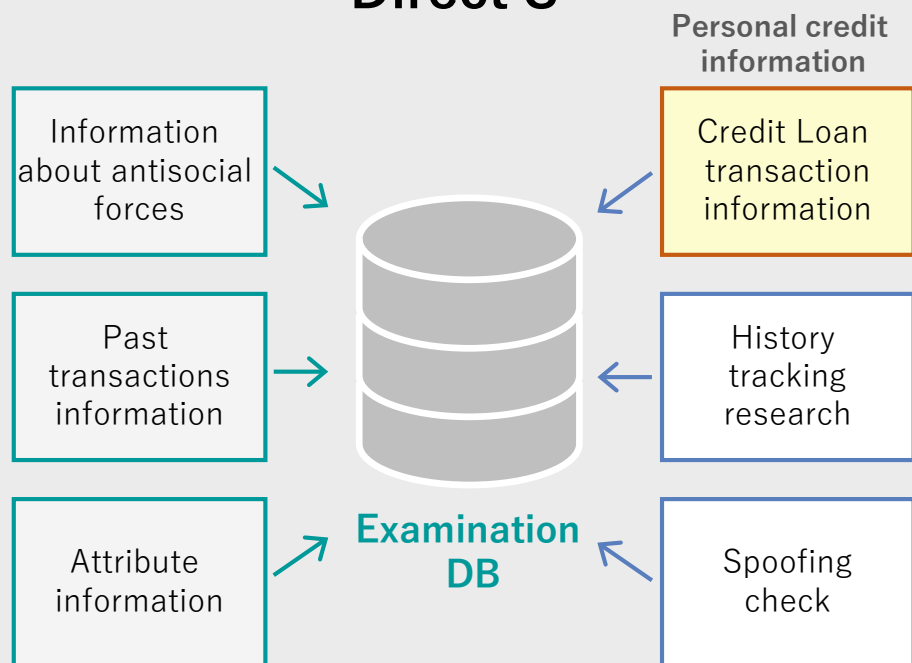 Personal credit
information
Information
about antisocial
forces
Credit Loan
transaction
information
Past
transactions
information
History
tracking
research
Examination
DB
Attribute
information
Spoofing
check